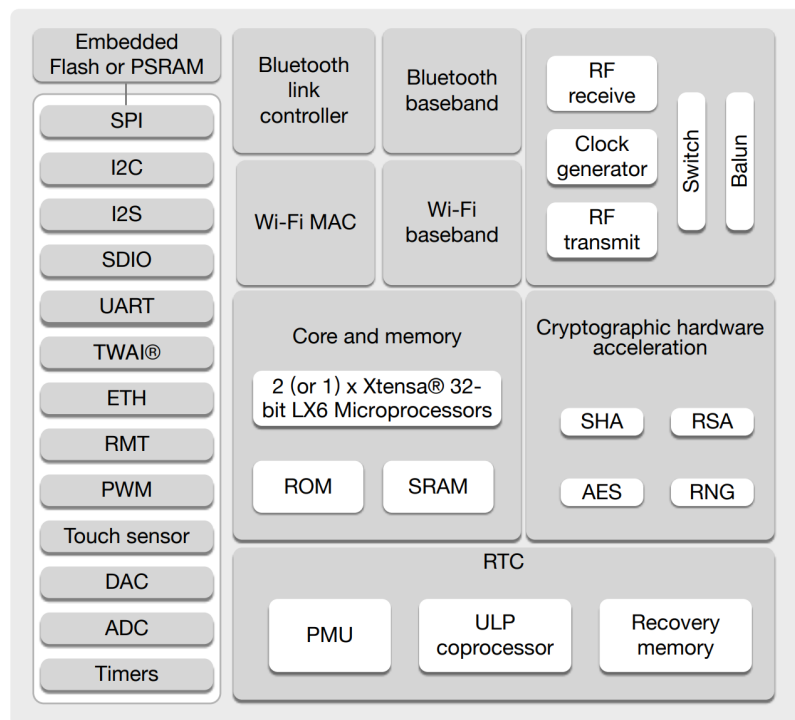 Embedded
Flash or PSRAM
SPI
I2C
I2S
SDIO
UART
TWAI®
ETH
RMT
PWM
Touch sensor
DAC
ADC
Timers
Bluetooth
link
controller
Bluetooth
baseband
Wi-Fi MAC
Wi-Fi
baseband
RF
receive
Clock
generator
RF
transmit
Switch
Balun
Core and memory
2 (or 1) x Xtensa® 32-
bit LX6 Microprocessors
ROM
SRAM
Cryptographic hardware
acceleration
SHA
RSA
AES
RNG
RTC
PMU
ULP
coprocessor
Recovery
memory